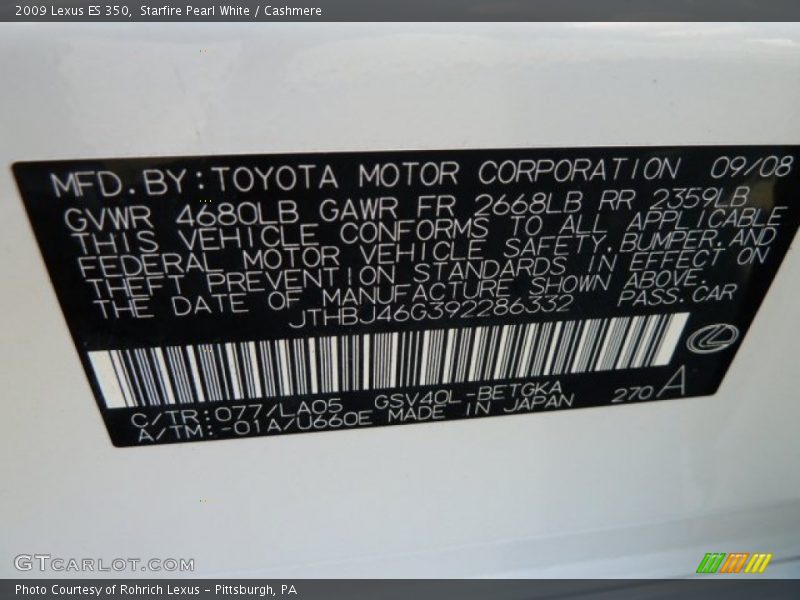 2009 Lexus ES 350, Starfire Pearl White / Cashmere
MFD. BY: TOYOTA MOTOR CORPORATION 09/08
GVWR 4680LB GAWR FR 2668LB RR 2359LB
THIS VEHICLE CONFORMS TO ALL APPLICABLE
FEDERAL MOTOR VEHICLE SAFETY, BUMPER, AND
THEFT PREVENTION STANDARDS IN EFFECT ON
THE DATE OF MANUFACTURE SHOWN ABOVE.
JTHBJ46G392286332 PASS. CAR
C/TR: 077/LA05 GSV40L-BETGKA
A/TM: -01A/U660E MADE IN JAPAN 270 A
GTCARLOT.COM
Photo Courtesy of Rohrich Lexus - Pittsburgh, PA